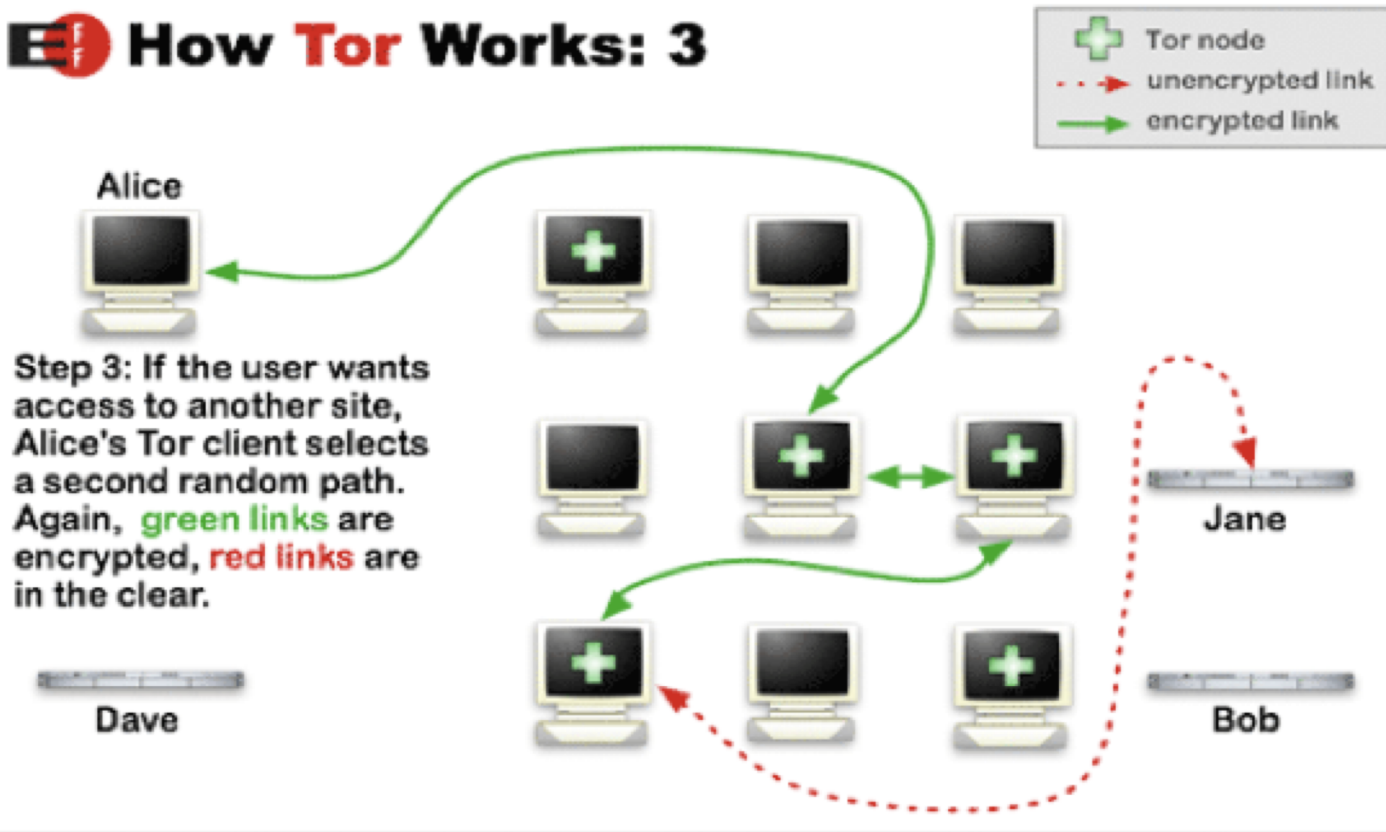 EFF How Tor Works: 3
Tor node
unencrypted link
encrypted link
Alice
Step 3: If the user wants
access to another site,
Alice's Tor client selects
a second random path.
Again, green links are
encrypted, red links are
in the clear.
Jane
Dave
Bob